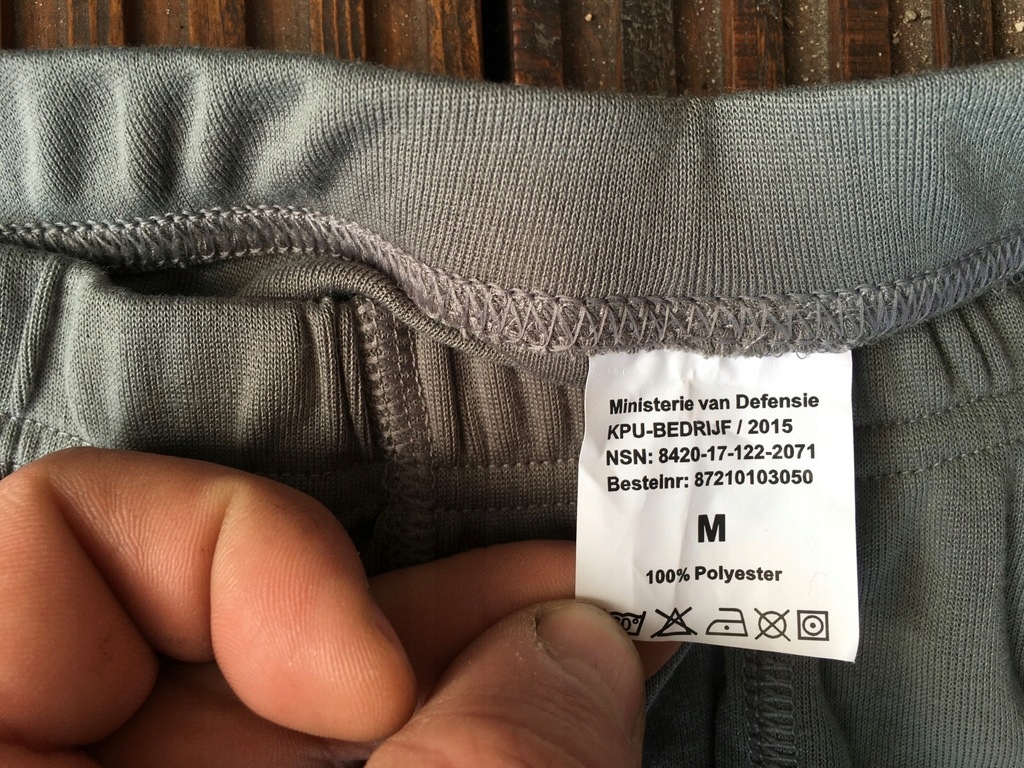 Ministerie van Defensie
KPU-BEDRIJF / 2015
NSN: 8420-17-122-2071
Bestelnr: 87210103050
M
100% Polyester